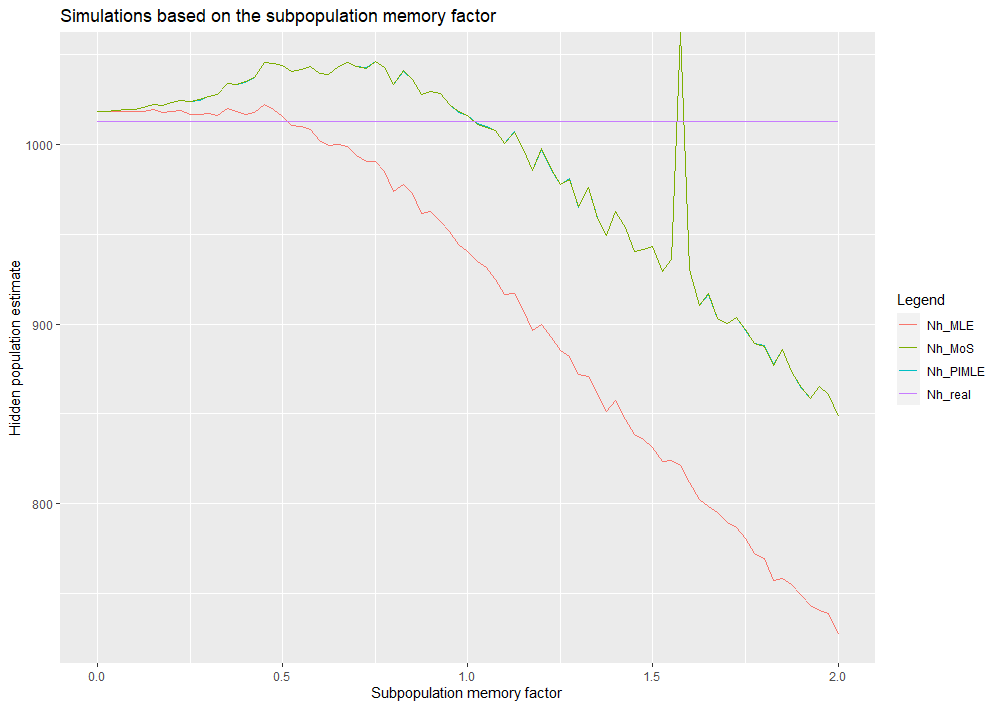 Simulations based on the subpopulation memory factor
Hidden population estimate
1000
900
800
0.0
0.5
1.0
1.5
2.0
Subpopulation memory factor
Legend
Nh_MLE
Nh_MoS
Nh_PIMLE
Nh_real